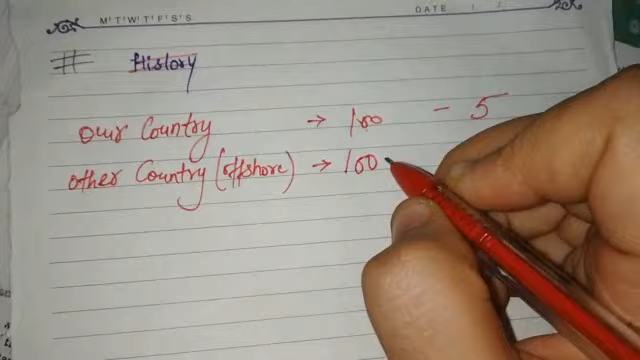 M T W T F S S DATE / /
# History
our Country → 100 - 5
other Country (offshore) → 100